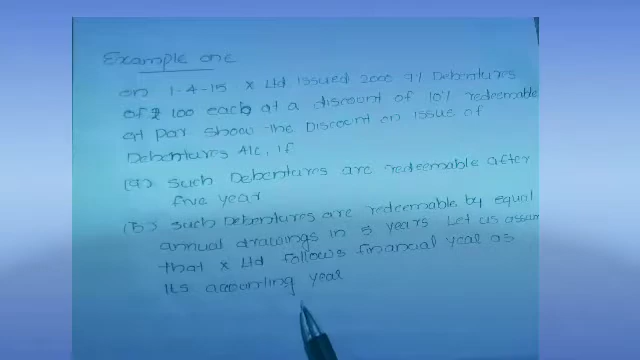 Example one
on 1-4-15 X Ltd Issued 2000 9% Debentures
of ₹ 100 each at a discount of 10% redeemable
at Par show the Discount on issue of
Debentures A/c, if
(a) such Debentures are redeemable after
five year
(b) such Debentures are redeemable by equal
annual drawings in 5 years Let us assum
that X Ltd follows financial year as
its accounting year